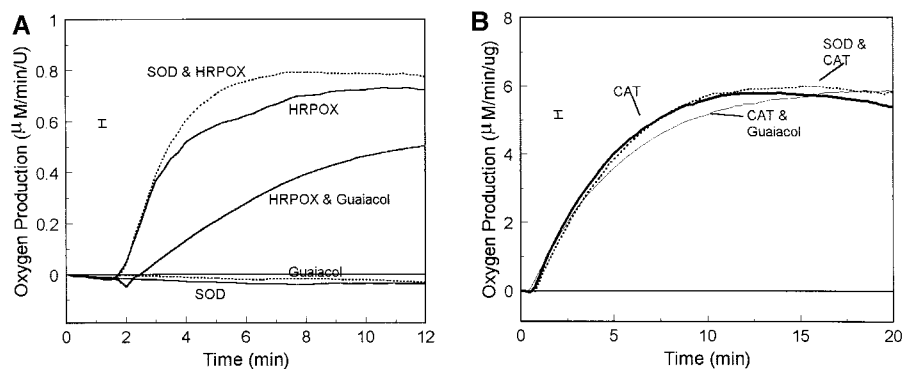 A
Oxygen Production (µ M/min/U)
1
0.8
0.6
0.4
0.2
0
SOD & HRPOX
HRPOX
HRPOX & Guaiacol
Guaiacol
SOD
0 2 4 6 8 10 12
Time (min)
B
Oxygen Production (µM/min/ug)
8
6
4
2
0
SOD &
CAT
CAT
CAT &
Guaiacol
0 5 10 15 20
Time (min)